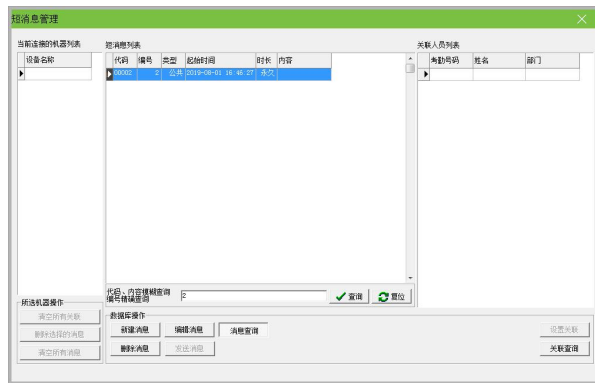 短消息管理
当前连接的机器列表
短消息列表
关联人员列表
设备名称
代码 编号 类型 起始时间 时长 内容
考勤号码 姓名 部门
00002 2 公共 2019-08-01 16:46:27 永久
代码、内容模糊查询
编号精确查询
2
查询
复位
所选机器操作
清空所有关联
删除选择的消息
清空所有消息
数据库操作
新建消息 编辑消息 消息查询
删除消息 发送消息
设置关联
关联查询